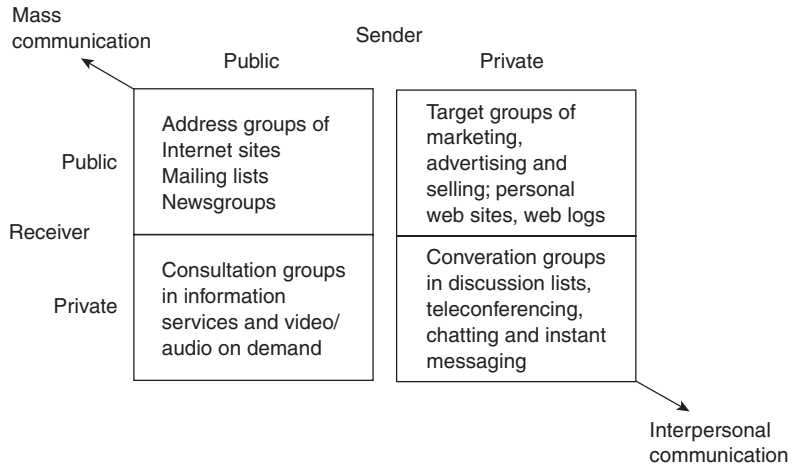 Mass
communication
Sender
Public
Private
Public
Address groups of
Internet sites
Mailing lists
Newsgroups
Target groups of
marketing,
advertising and
selling; personal
web sites, web logs
Receiver
Private
Consultation groups
in information
services and video/
audio on demand
Converation groups
in discussion lists,
teleconferencing,
chatting and instant
messaging
Interpersonal
communication